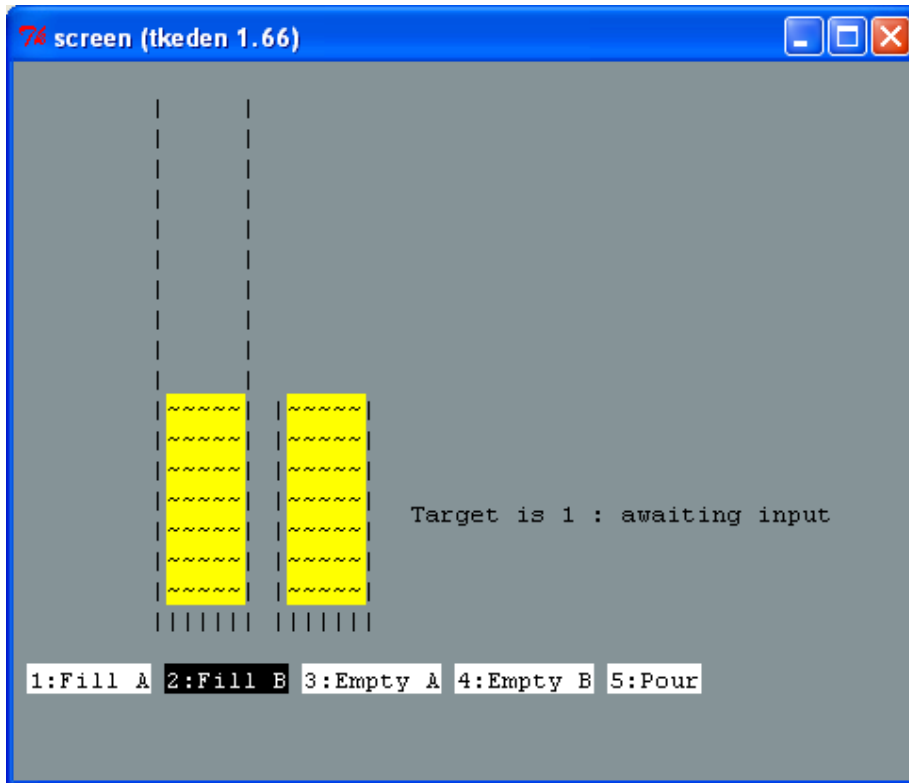 screen (tkeden 1.66)
Target is 1 : awaiting input
1:Fill A 2:Fill B 3:Empty A 4:Empty B 5:Pour